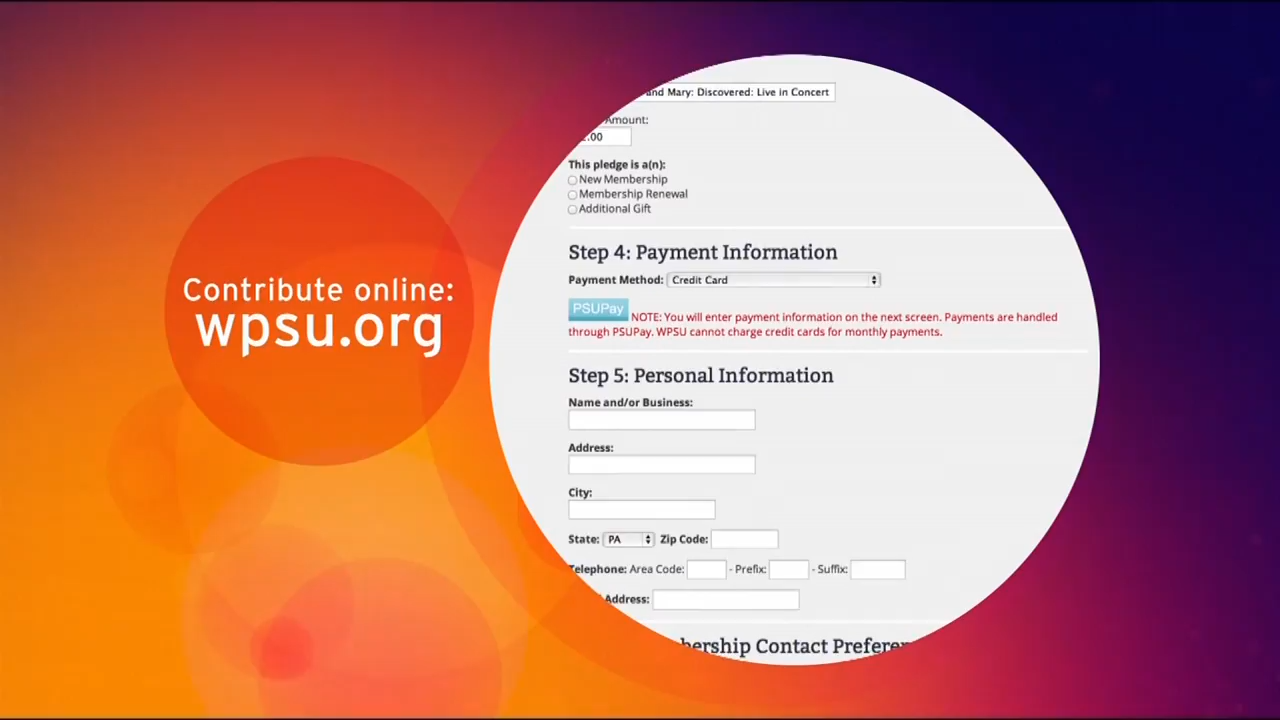 Contribute online:
wpsu.org
and Mary: Discovered: Live in Concert
Amount:
.00
This pledge is a(n):
New Membership
Membership Renewal
Additional Gift
Step 4: Payment Information
Payment Method: Credit Card
PSUPay NOTE: You will enter payment information on the next screen. Payments are handled
through PSUPay. WPSU cannot charge credit cards for monthly payments.
Step 5: Personal Information
Name and/or Business:
Address:
City:
State: PA Zip Code:
Telephone: Area Code: - Prefix: - Suffix:
Address:
bership Contact Prefere